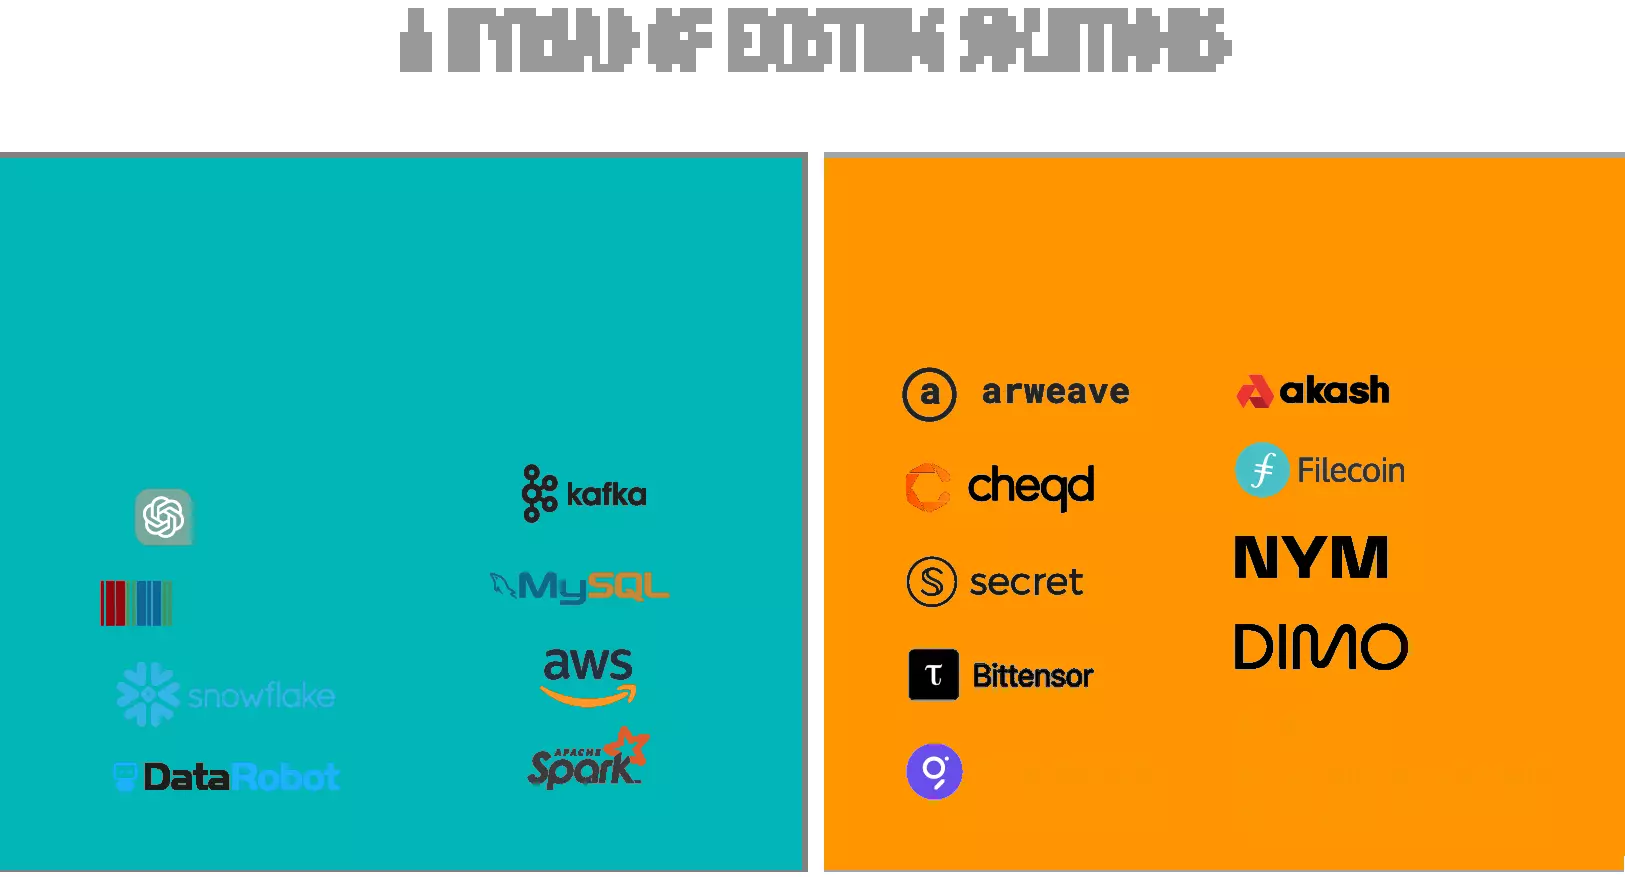 A MYRIAD OF EXISTING SOLUTIONS
kafka
MySQL
aws
snowflake
APACHE
Spark
DataRobot
a arweave
akash
cheqd
Filecoin
NYM
S secret
DIMO
τ Bittensor